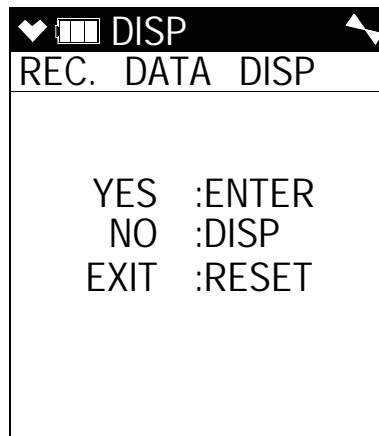 DISP
REC. DATA DISP
YES :ENTER
NO :DISP
EXIT :RESET